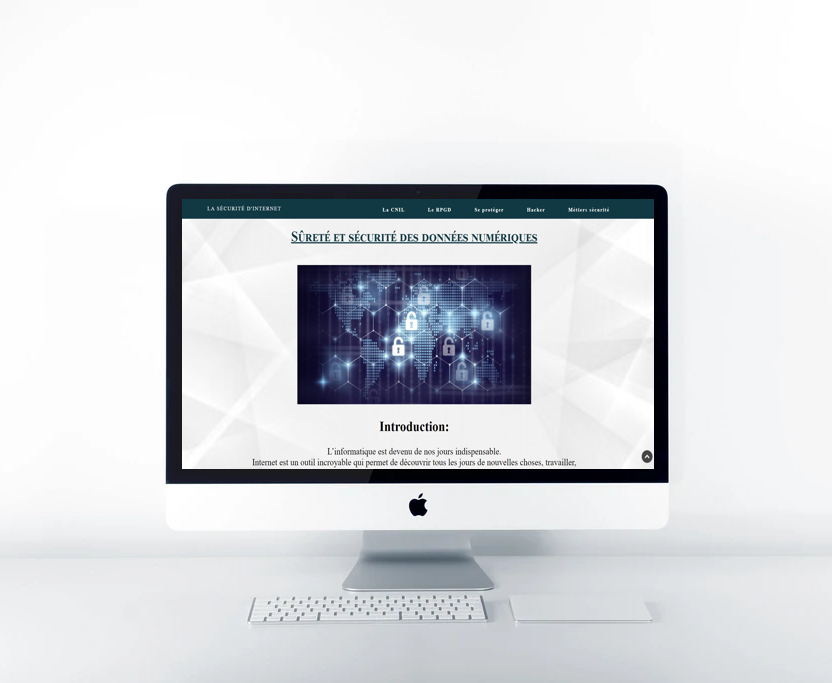 LA SÉCURITÉ D'INTERNET
La CNIL Le RPGD Se protéger Hacker Métiers sécurité
SÛRETÉ ET SÉCURITÉ DES DONNÉES NUMÉRIQUES
Introduction:
L'informatique est devenu de nos jours indispensable.
Internet est un outil incroyable qui permet de découvrir tous les jours de nouvelles choses, travailler,